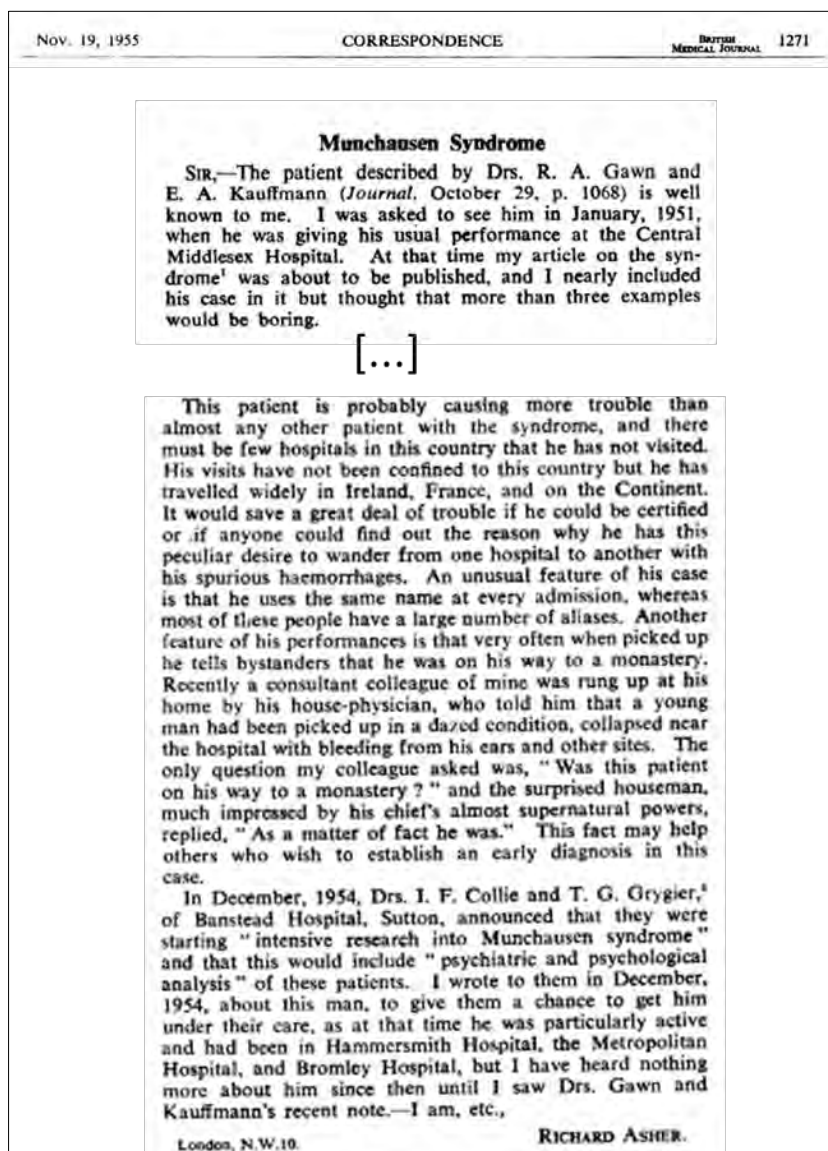 Nov. 19, 1955 CORRESPONDENCE British Medical Journal 1271
Munchausen Syndrome
SIR,—The patient described by Drs. R. A. Gawn and
E. A. Kauffmann (Journal, October 29, p. 1068) is well
known to me. I was asked to see him in January, 1951,
when he was giving his usual performance at the Central
Middlesex Hospital. At that time my article on the syn-
drome¹ was about to be published, and I nearly included
his case in it but thought that more than three examples
would be boring.
[...]
This patient is probably causing more trouble than
almost any other patient with the syndrome, and there
must be few hospitals in this country that he has not visited.
His visits have not been confined to this country but he has
travelled widely in Ireland, France, and on the Continent.
It would save a great deal of trouble if he could be certified
or if anyone could find out the reason why he has this
peculiar desire to wander from one hospital to another with
his spurious haemorrhages. An unusual feature of his case
is that he uses the same name at every admission, whereas
most of these people have a large number of aliases. Another
feature of his performances is that very often when picked up
he tells bystanders that he was on his way to a monastery.
Recently a consultant colleague of mine was rung up at his
home by his house-physician, who told him that a young
man had been picked up in a dazed condition, collapsed near
the hospital with bleeding from his ears and other sites. The
only question my colleague asked was, "Was this patient
on his way to a monastery?" and the surprised houseman,
much impressed by his chief's almost supernatural powers,
replied, "As a matter of fact he was." This fact may help
others who wish to establish an early diagnosis in this
case.
In December, 1954, Drs. I. F. Collie and T. G. Grygier,²
of Banstead Hospital, Sutton, announced that they were
starting "intensive research into Munchausen syndrome"
and that this would include "psychiatric and psychological
analysis" of these patients. I wrote to them in December,
1954, about this man, to give them a chance to get him
under their care, as at that time he was particularly active
and had been in Hammersmith Hospital, the Metropolitan
Hospital, and Bromley Hospital, but I have heard nothing
more about him since then until I saw Drs. Gawn and
Kauffmann's recent note.—I am, etc.,
London, N.W.10. RICHARD ASHER.